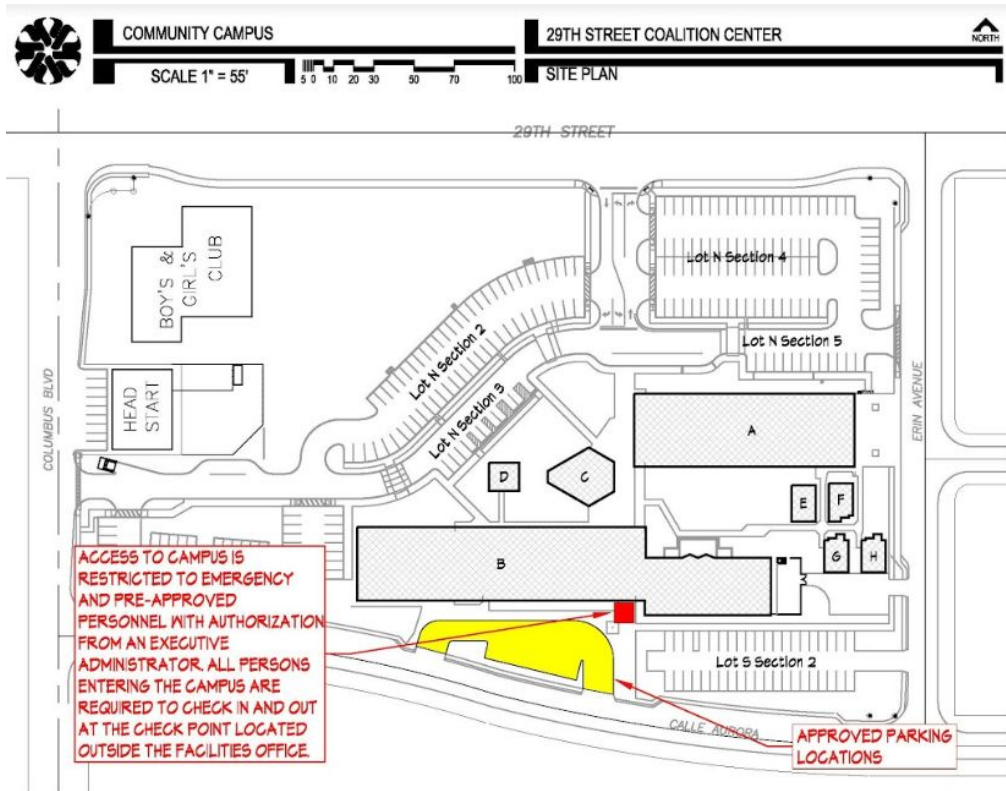 COMMUNITY CAMPUS
29TH STREET COALITION CENTER
NORTH
SCALE 1" = 55'
5 0 10 20 30 50 70 100
SITE PLAN
29TH STREET
Lot N Section 4
BOY'S &
GIRL'S
CLUB
Lot N Section 2
Lot N Section 5
HEAD
START
Lot N Section 3
COLUMBUS BLVD
ERIN AVENUE
A
D
C
E
F
B
G
H
ACCESS TO CAMPUS IS
RESTRICTED TO EMERGENCY
AND PRE-APPROVED
PERSONNEL WITH AUTHORIZATION
FROM AN EXECUTIVE
ADMINISTRATOR. ALL PERSONS
ENTERING THE CAMPUS ARE
REQUIRED TO CHECK IN AND OUT
AT THE CHECK POINT LOCATED
OUTSIDE THE FACILITIES OFFICE.
Lot S Section 2
CALLE AURORA
APPROVED PARKING
LOCATIONS